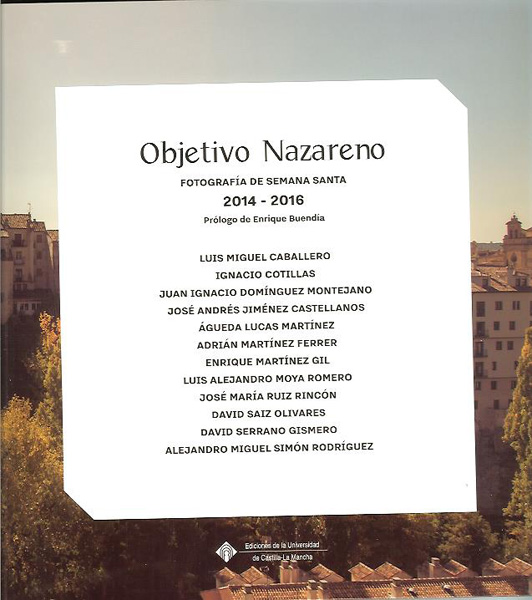 Objetivo Nazareno
FOTOGRAFÍA DE SEMANA SANTA
2014 - 2016
Prólogo de Enrique Buendía
LUIS MIGUEL CABALLERO
IGNACIO COTILLAS
JUAN IGNACIO DOMÍNGUEZ MONTEJANO
JOSÉ ANDRÉS JIMÉNEZ CASTELLANOS
ÁGUEDA LUCAS MARTÍNEZ
ADRIÁN MARTÍNEZ FERRER
ENRIQUE MARTÍNEZ GIL
LUIS ALEJANDRO MOYA ROMERO
JOSÉ MARÍA RUIZ RINCÓN
DAVID SAIZ OLIVARES
DAVID SERRANO GISMERO
ALEJANDRO MIGUEL SIMÓN RODRÍGUEZ
Ediciones de la Universidad
de Castilla-La Mancha